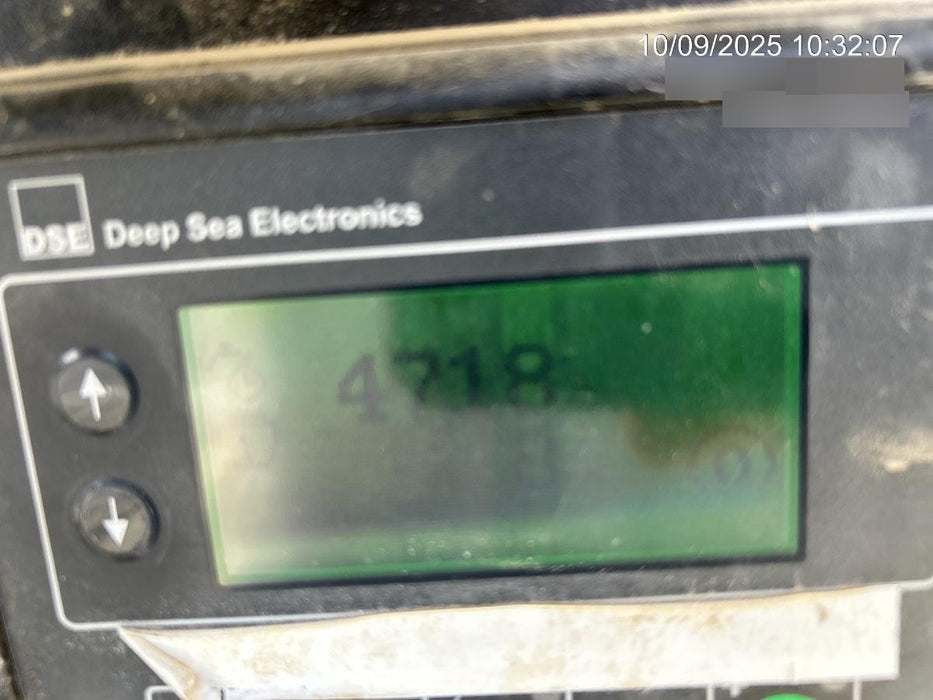 10/09/2025 10:32:07
DSE Deep Sea Electronics
4718